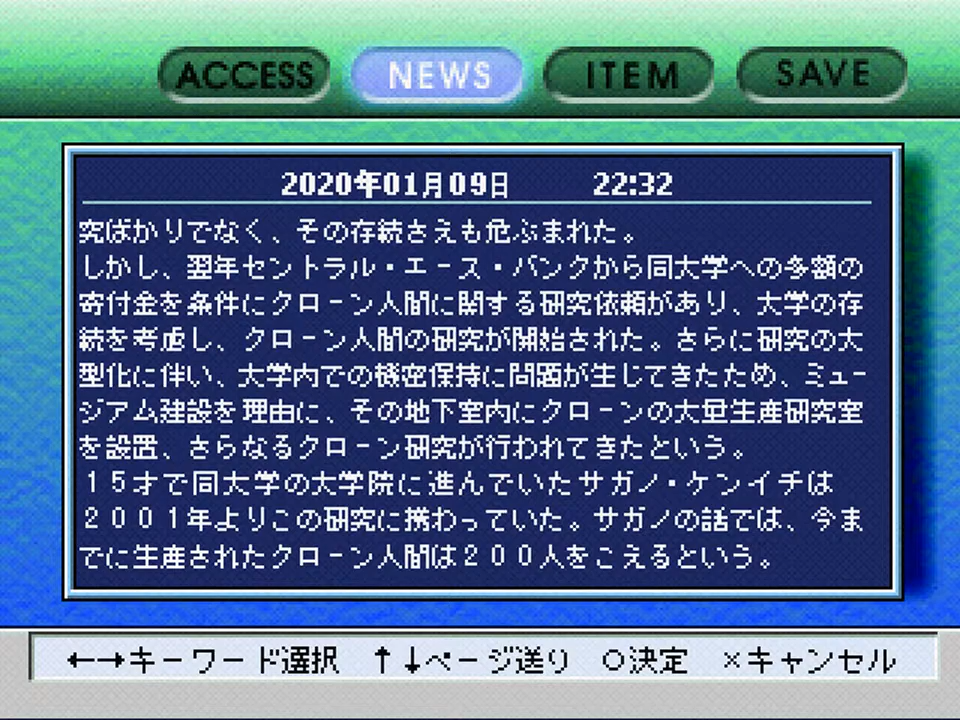 ACCESS NEWS ITEM SAVE
2020年01月09日 22:32
究ばかりでなく、その存続さえも危ぶまれた。
しかし、翌年セントラル・エース・バンクから同大学への多額の
寄付金を条件にクローン人間に関する研究依頼があり、大学の存
続を考慮し、クローン人間の研究が開始された。さらに研究の大
型化に伴い、大学内での機密保持に問題が生じてきたため、ミュー
ジアム建設を理由に、その地下室内にクローンの大量生産研究室
を設置、さらなるクローン研究が行われてきたという。
１５才で同大学の大学院に進んでいたサガノ・ケンイチは
２００１年よりこの研究に携わっていた。サガノの話では、今ま
でに生産されたクローン人間は２００人をこえるという。
←→キーワード選択 ↑↓ページ送り ○決定 ×キャンセル